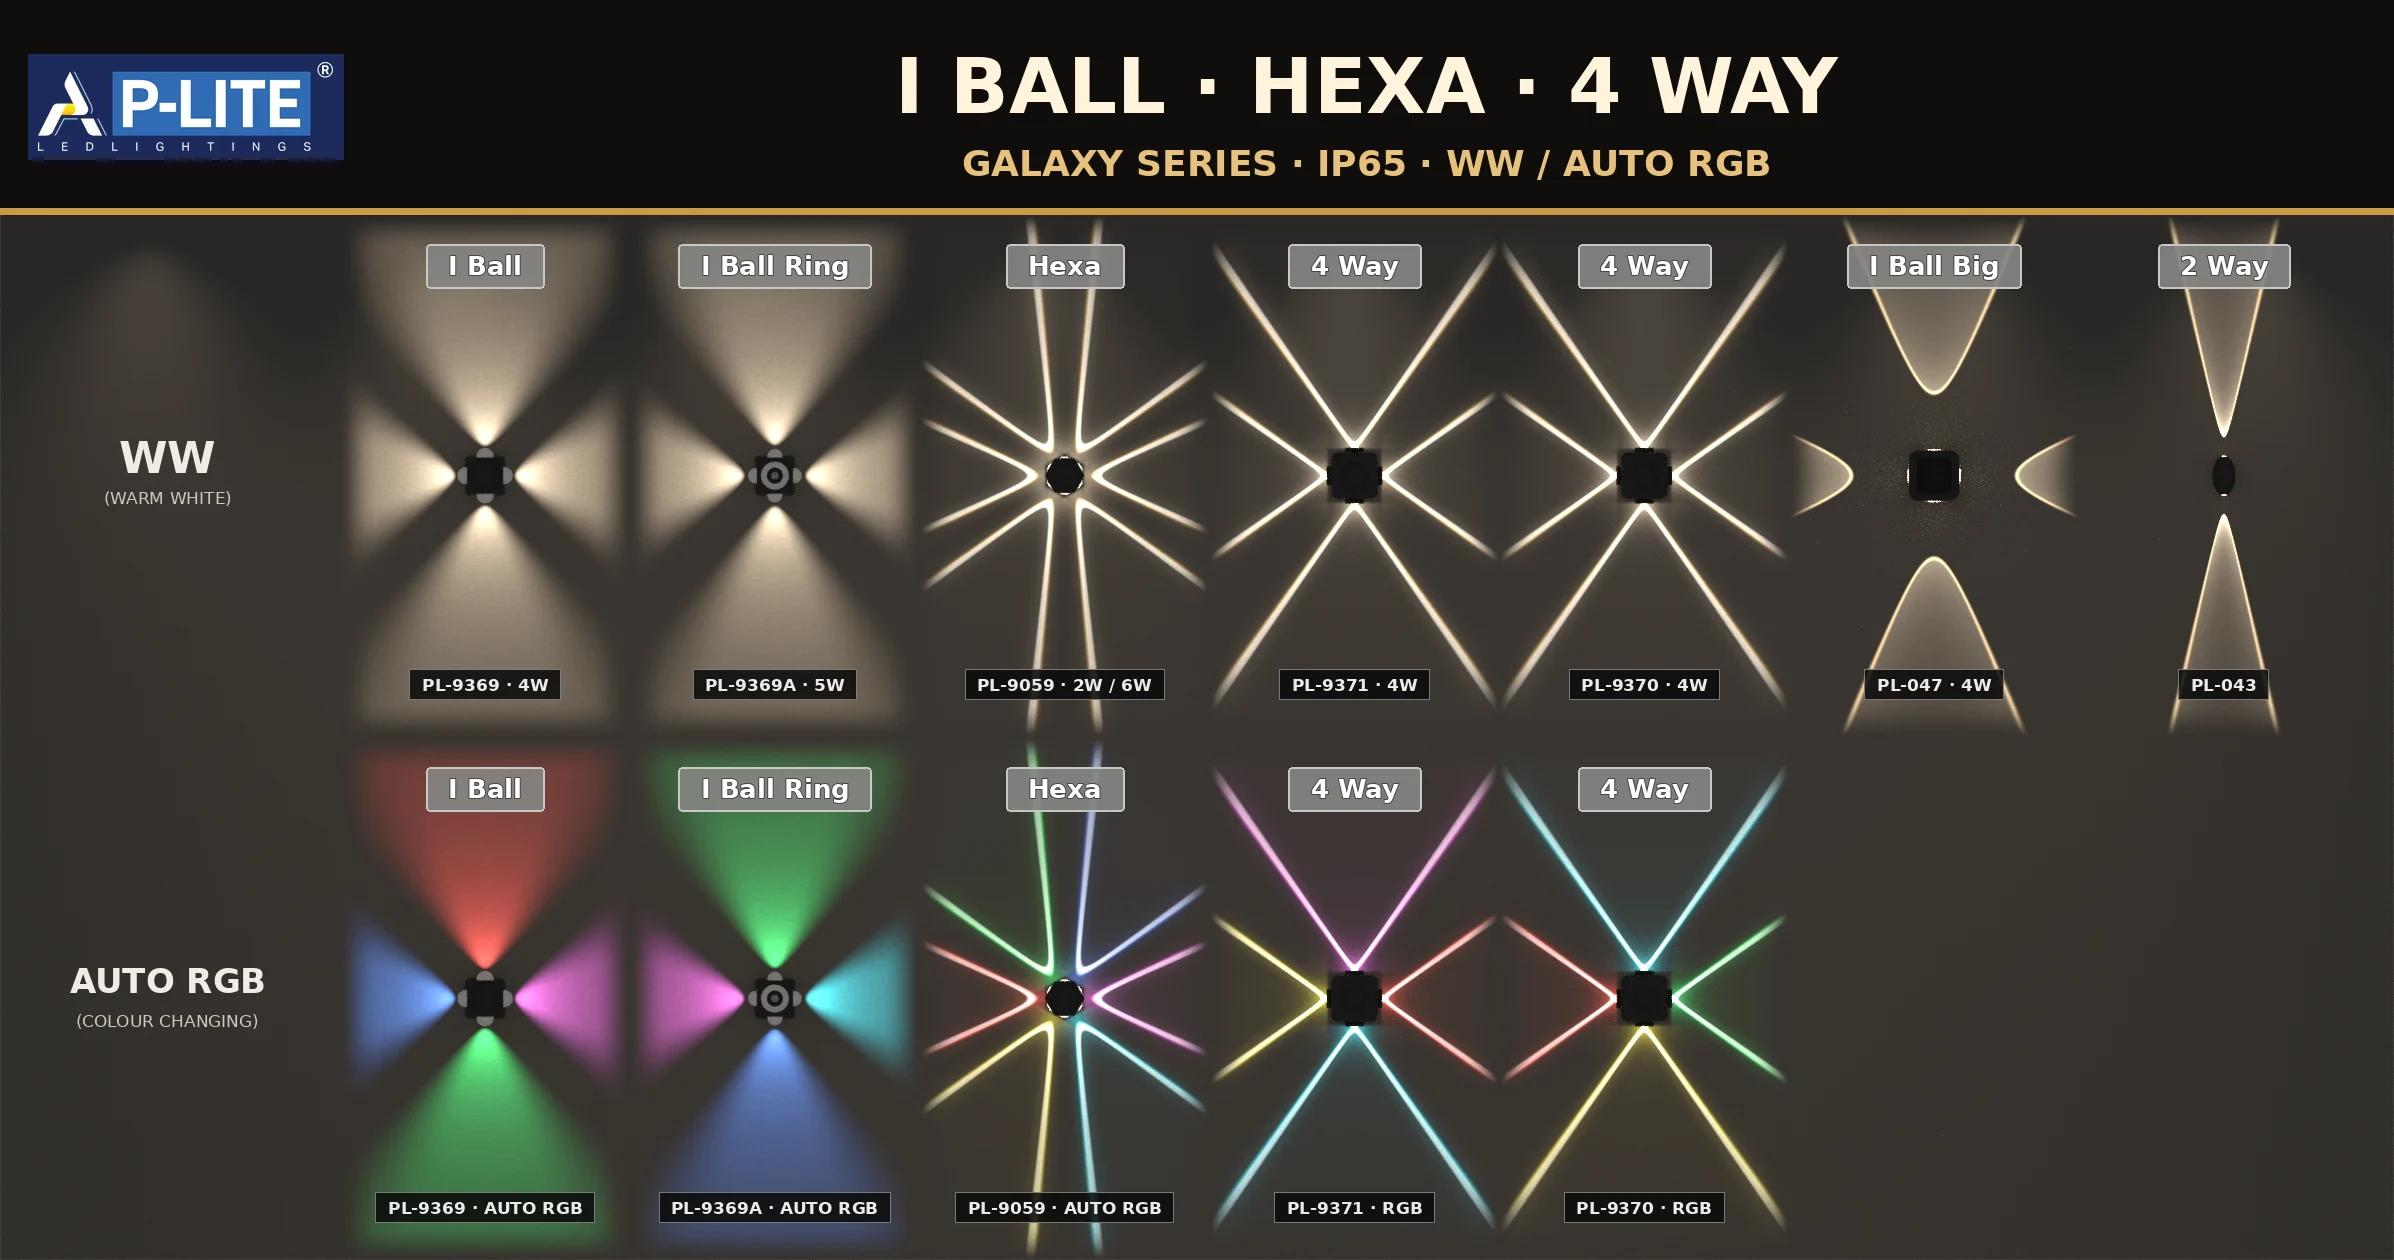 P-LITE ®
LEDLIGHTINGS
I BALL · HEXA · 4 WAY
GALAXY SERIES · IP65 · WW / AUTO RGB
I Ball
I Ball Ring
Hexa
4 Way
4 Way
I Ball Big
2 Way
WW
(WARM WHITE)
PL-9369 · 4W
PL-9369A · 5W
PL-9059 · 2W / 6W
PL-9371 · 4W
PL-9370 · 4W
PL-047 · 4W
PL-043
I Ball
I Ball Ring
Hexa
4 Way
4 Way
AUTO RGB
(COLOUR CHANGING)
PL-9369 · AUTO RGB
PL-9369A · AUTO RGB
PL-9059 · AUTO RGB
PL-9371 · RGB
PL-9370 · RGB